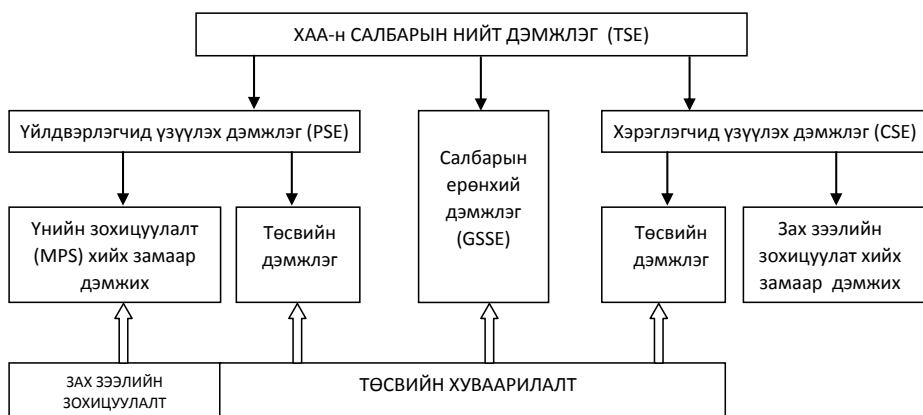 ХАА-н САЛБАРЫН НИЙТ ДЭМЖЛЭГ (TSE)
Үйлдвэрлэгчид үзүүлэх дэмжлэг (PSE)
Салбарын
ерөнхий
дэмжлэг
(GSSE)
Хэрэглэгчид үзүүлэх дэмжлэг (CSE)
Үнийн зохицуулалт
(MPS) хийх замаар
дэмжих
Төсвийн
дэмжлэг
Төсвийн
дэмжлэг
Зах зээлийн
зохицуулат хийх
замаар дэмжих
ЗАХ ЗЭЭЛИЙН
ЗОХИЦУУЛАЛТ
ТӨСВИЙН ХУВААРИЛАЛТ